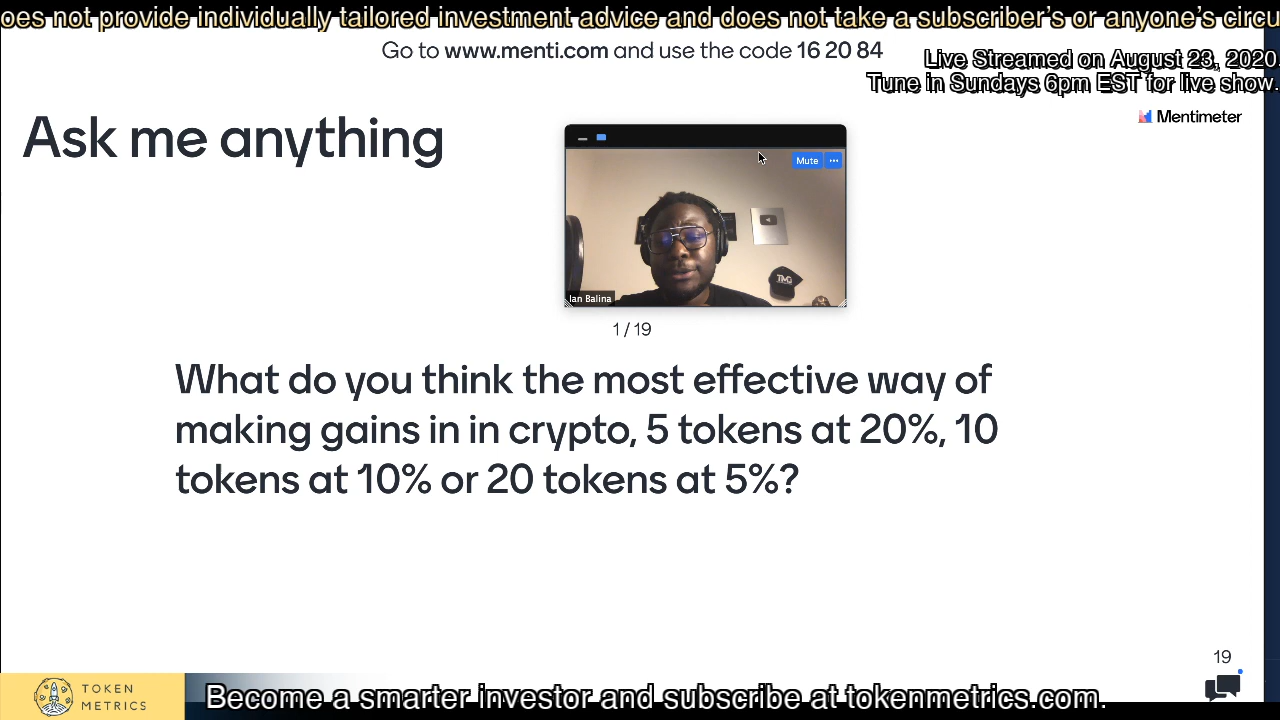 oes not provide individually tailored investment advice and does not take a subscriber's or anyone's circu
Go to www.menti.com and use the code 16 20 84
Live Streamed on August 23, 2020.
Tune in Sundays 6pm EST for live show.
Ask me anything
Mentimeter
Mute
TMG
Ian Balina
1 / 19
What do you think the most effective way of
making gains in in crypto, 5 tokens at 20%, 10
tokens at 10% or 20 tokens at 5%?
19
TOKEN
METRICS
Become a smarter investor and subscribe at tokenmetrics.com.